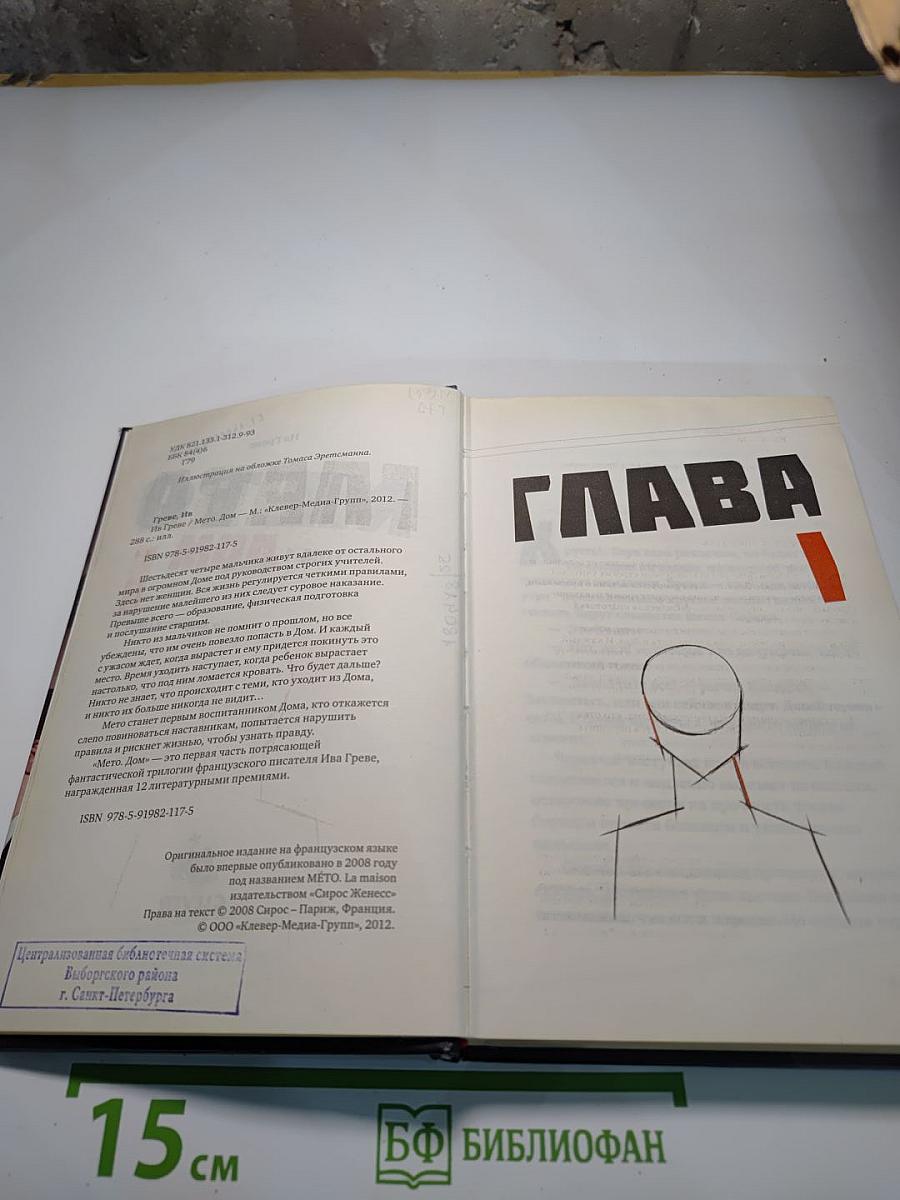 УДК 821.133.1-312.9-93
ББК 84(4)6
Г79
Иллюстрация на обложке Томаса Эретсманна.
Греве, Ив
Ив Греве / Мето. Дом — М.: «Клевер-Медиа-Групп», 2012. —
288 с.: илл.
ISBN 978-5-91982-117-5
Шестьдесят четыре мальчика живут вдалеке от остального
мира в огромном Доме под руководством строгих учителей.
Здесь нет женщин. Вся жизнь регулируется четкими правилами,
за нарушение малейшего из них следует суровое наказание.
Превыше всего — образование, физическая подготовка
и послушание старшим.
Никто из мальчиков не помнит о прошлом, но все
убеждены, что им очень повезло попасть в Дом. И каждый
с ужасом ждет, когда вырастет и ему придется покинуть это
место. Время уходить наступает, когда ребенок вырастает
настолько, что под ним ломается кровать. Что будет дальше?
Никто не знает, что происходит с теми, кто уходит из Дома,
и никто их больше никогда не видит...
Мето станет первым воспитанником Дома, кто откажется
слепо повиноваться наставникам, попытается нарушить
правила и рискнет жизнью, чтобы узнать правду.
«Мето. Дом» — это первая часть потрясающей
фантастической трилогии французского писателя Ива Греве,
награжденная 12 литературными премиями.
ISBN 978-5-91982-117-5
Оригинальное издание на французском языке
было впервые опубликовано в 2008 году
под названием MÉTO. La maison
издательством «Сирос Женесс»
Права на текст © 2008 Сирос – Париж, Франция.
© ООО «Клевер-Медиа-Групп», 2012.
Централизованная библиотечная система
Выборгского района
г. Санкт-Петербурга
ГЛАВА
I
15 см
БФ БИБЛИОФАН